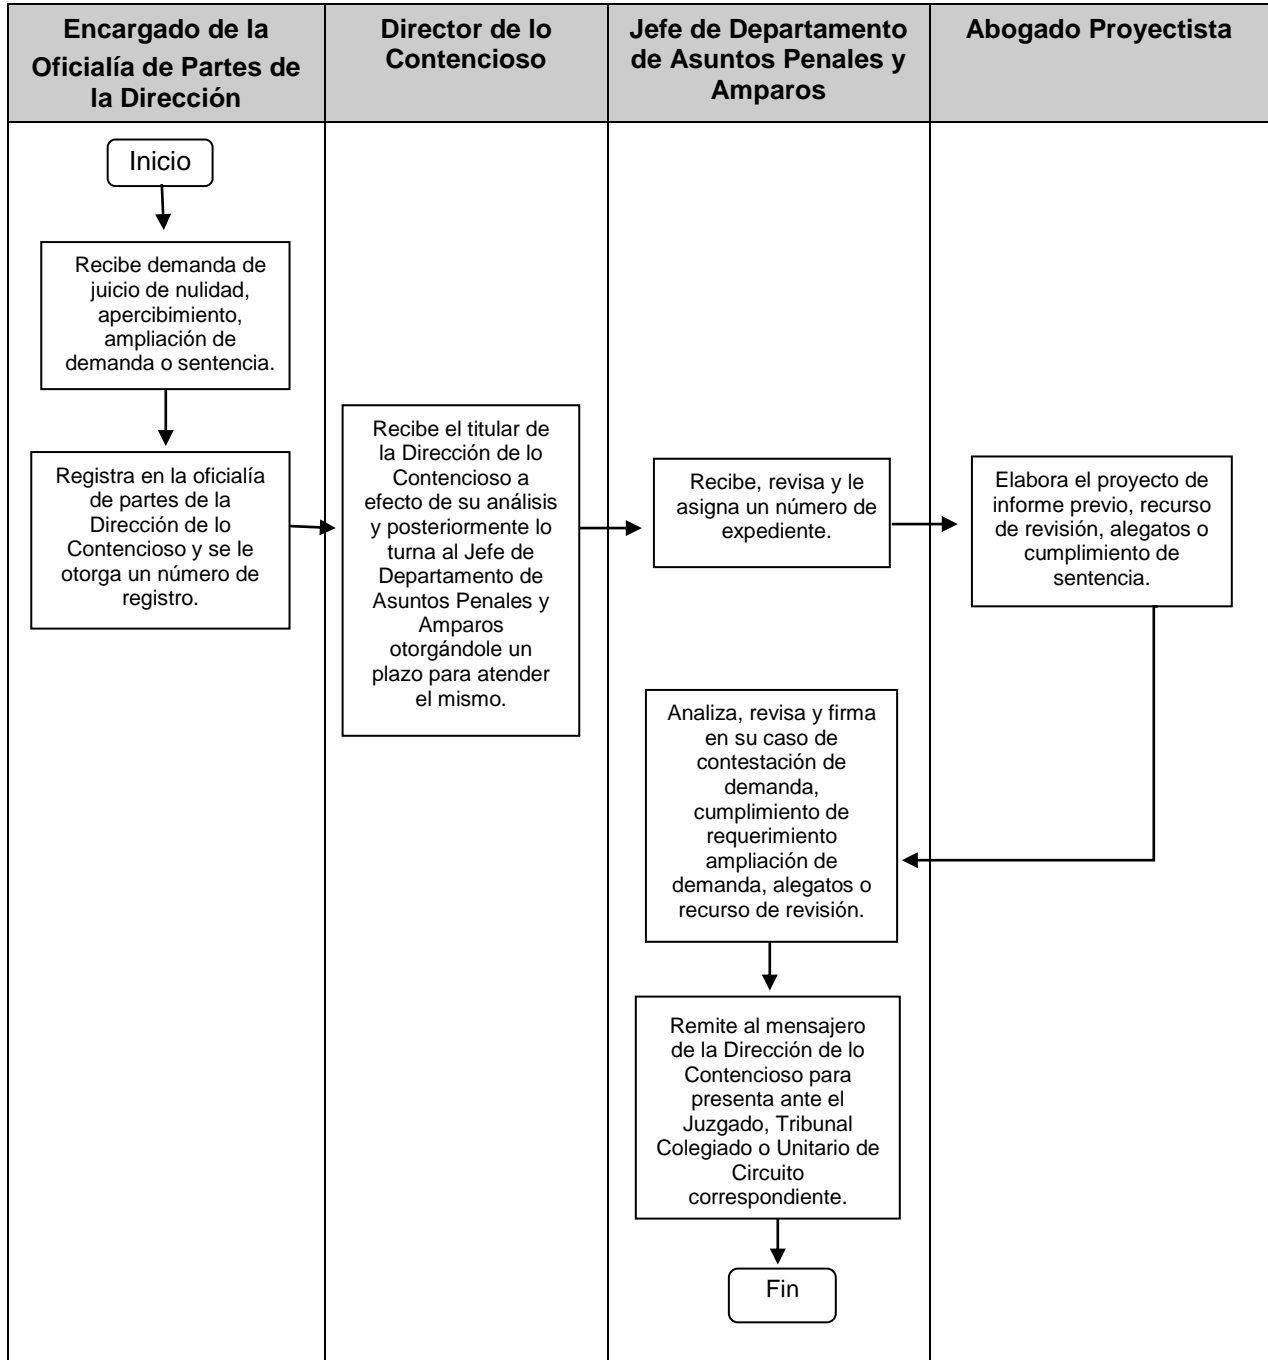 Encargado de la
Oficialía de Partes de
la Dirección
Director de lo
Contencioso
Jefe de Departamento
de Asuntos Penales y
Amparos
Abogado Proyectista
Inicio
Recibe demanda de
juicio de nulidad,
apercibimiento,
ampliación de
demanda o sentencia.
Registra en la oficialía
de partes de la
Dirección de lo
Contencioso y se le
otorga un número de
registro.
Recibe el titular de
la Dirección de lo
Contencioso a
efecto de su análisis
y posteriormente lo
turna al Jefe de
Departamento de
Asuntos Penales y
Amparos
otorgándole un
plazo para atender
el mismo.
Recibe, revisa y le
asigna un número de
expediente.
Elabora el proyecto de
informe previo, recurso
de revisión, alegatos o
cumplimiento de
sentencia.
Analiza, revisa y firma
en su caso de
contestación de
demanda,
cumplimiento de
requerimiento
ampliación de
demanda, alegatos o
recurso de revisión.
Remite al mensajero
de la Dirección de lo
Contencioso para
presenta ante el
Juzgado, Tribunal
Colegiado o Unitario de
Circuito
correspondiente.
Fin